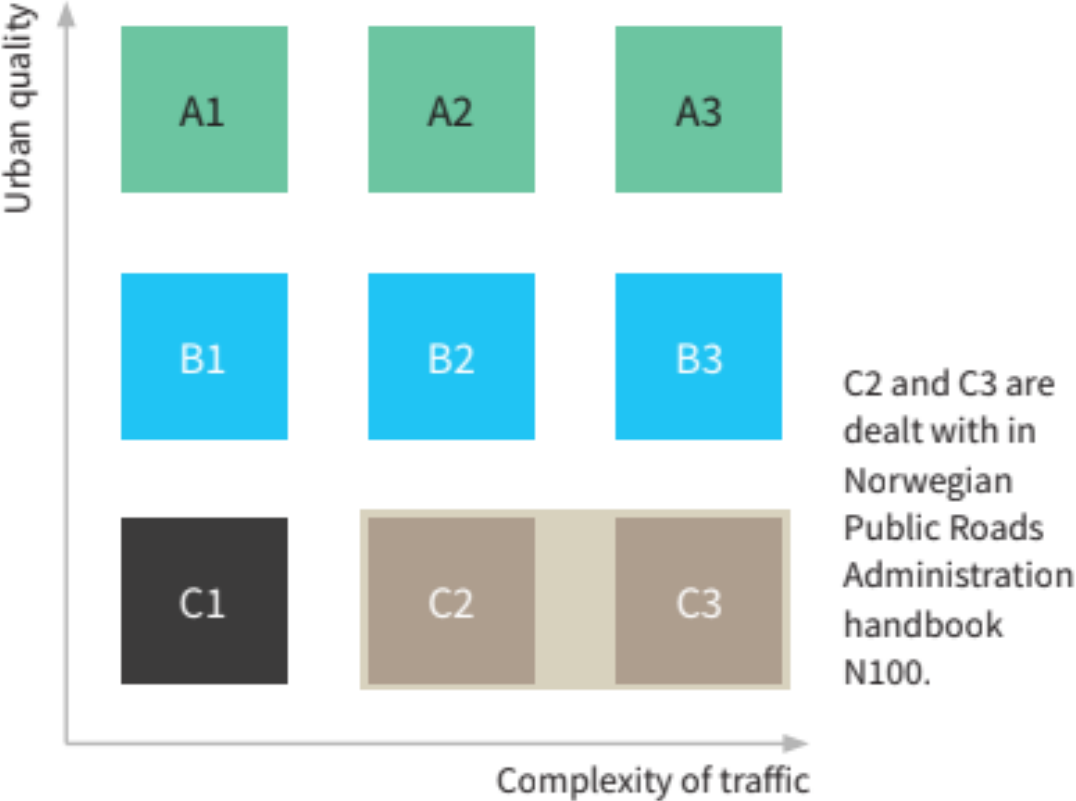 Urban quality
A1 A2 A3
B1 B2 B3
C2 and C3 are
dealt with in
Norwegian
Public Roads
Administration
handbook
N100.
C1 C2 C3
Complexity of traffic